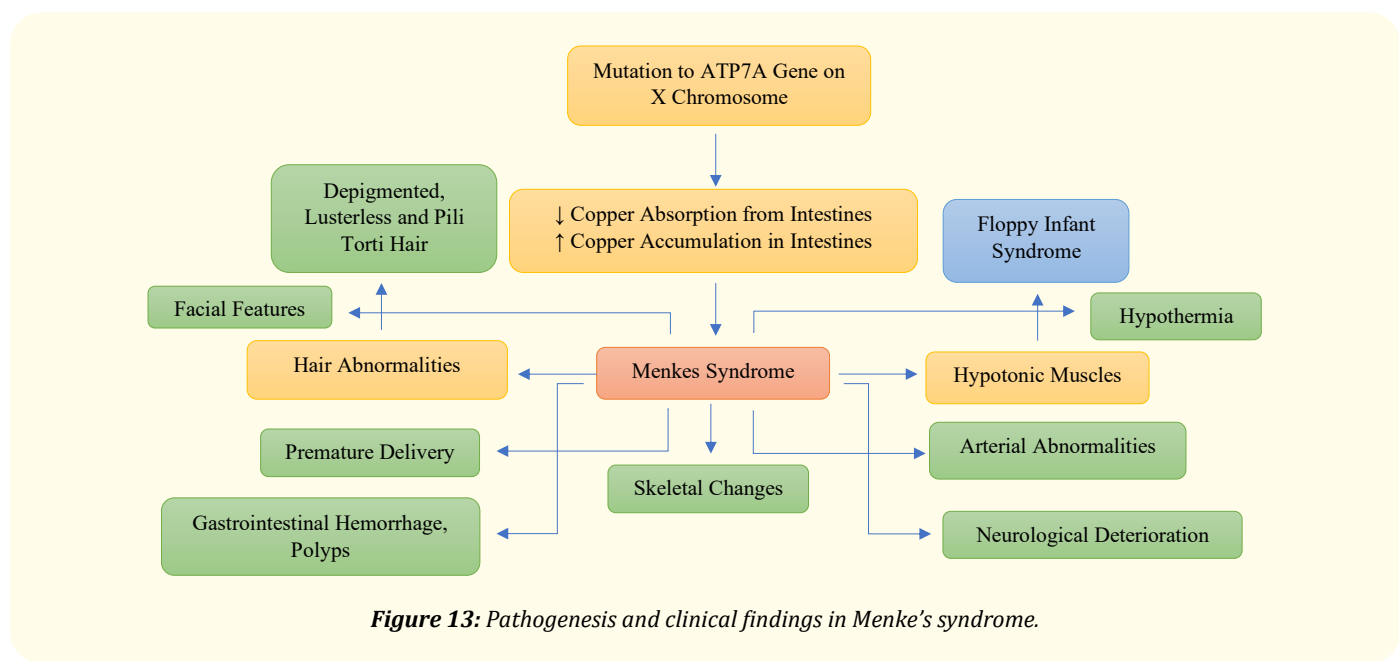 Mutation to ATP7A Gene on
X Chromosome
Depigmented,
Lusterless and Pili
Torti Hair
↓ Copper Absorption from Intestines
↑ Copper Accumulation in Intestines
Floppy Infant
Syndrome
Facial Features
Hypothermia
Hair Abnormalities
Menkes Syndrome
Hypotonic Muscles
Premature Delivery
Arterial Abnormalities
Skeletal Changes
Gastrointestinal Hemorrhage,
Polyps
Neurological Deterioration
Figure 13: Pathogenesis and clinical findings in Menke’s syndrome.